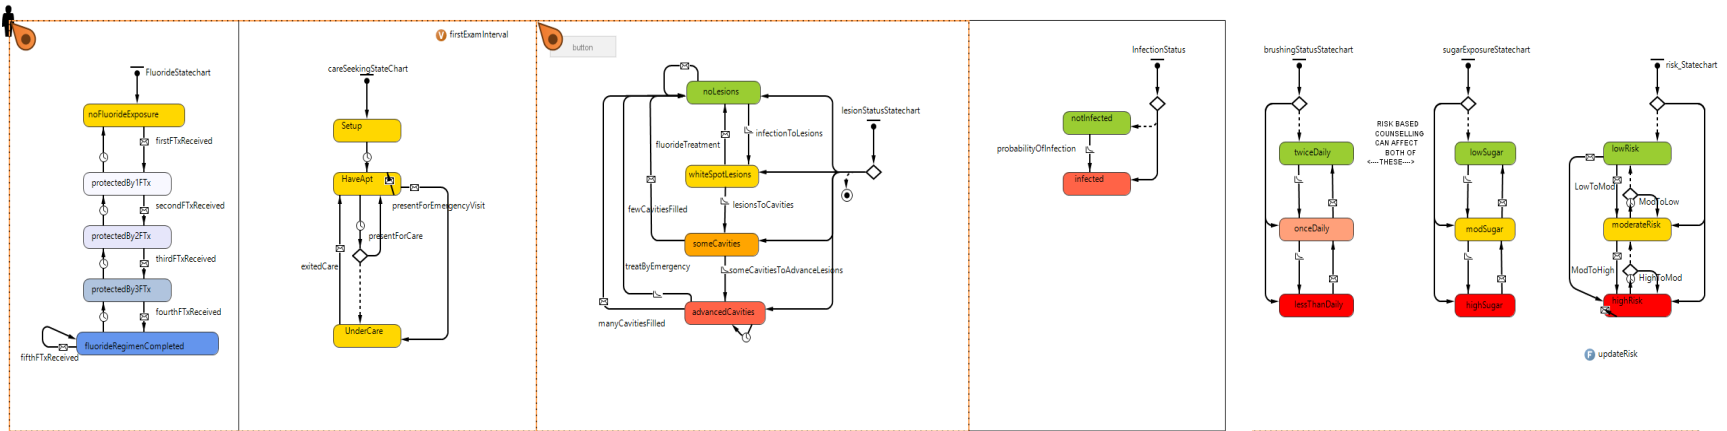 FluorideStatechart
noFluorideExposure
firstFTxReceived
protectedBy1FTx
secondFTxReceived
protectedBy2FTx
thirdFTxReceived
protectedBy3FTx
fourthFTxReceived
fluorideRegimenCompleted
fifthFTxReceived
V firstExamInterval
careSeekingStateChart
Setup
HaveApt
presentForEmergencyVisit
presentForCare
exitedCare
UnderCare
button
noLesions
lesionStatusStatechart
infectionToLesions
fluorideTreatment
whiteSpotLesions
lesionsToCavities
fewCavitiesFilled
someCavities
treatByEmergency
someCavitiesToAdvanceLesions
advancedCavities
manyCavitiesFilled
InfectionStatus
notInfected
probabilityOfInfection
infected
brushingStatusStatechart
twiceDaily
onceDaily
lessThanDaily
RISK BASED
COUNSELLING
CAN AFFECT
BOTH OF
<----THESE---->
sugarExposureStatechart
lowSugar
modSugar
highSugar
risk_Statechart
lowRisk
LowToMod
ModToLow
moderateRisk
ModToHigh
HighToMod
highRisk
F updateRisk